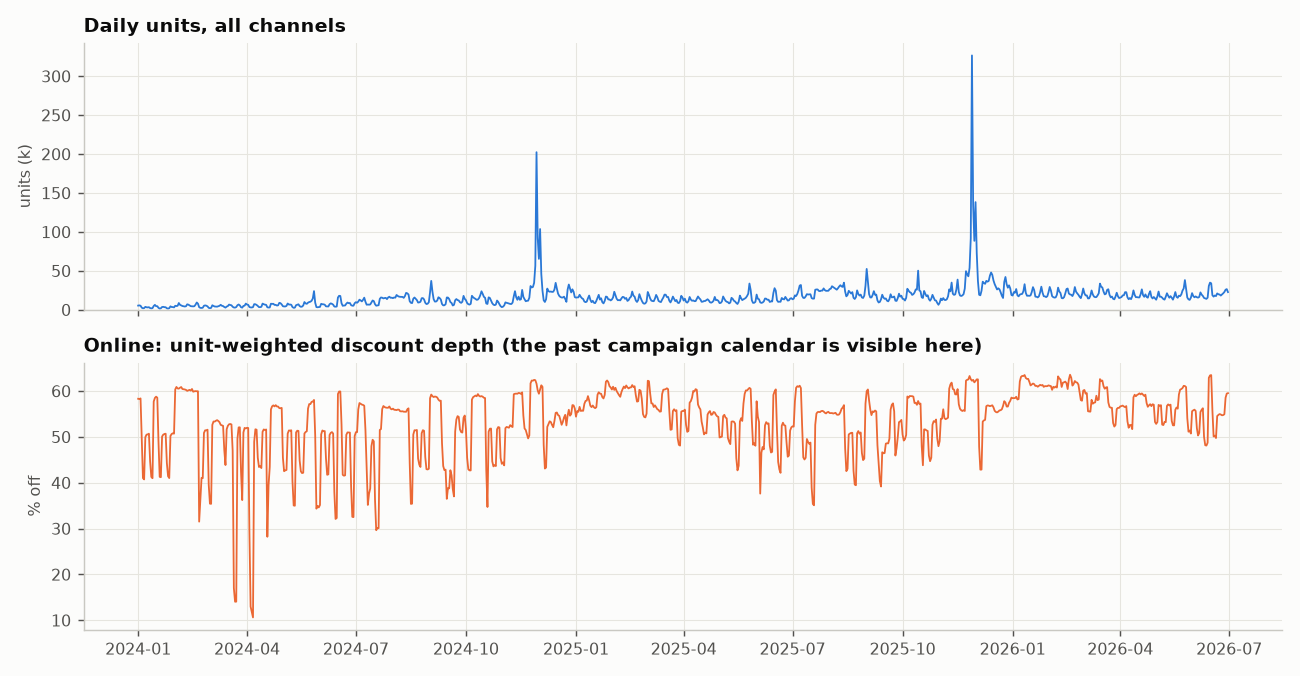 Daily units, all channels
units (k)
300
250
200
150
100
50
0
Online: unit-weighted discount depth (the past campaign calendar is visible here)
% off
60
50
40
30
20
10
2024-01 2024-04 2024-07 2024-10 2025-01 2025-04 2025-07 2025-10 2026-01 2026-04 2026-07